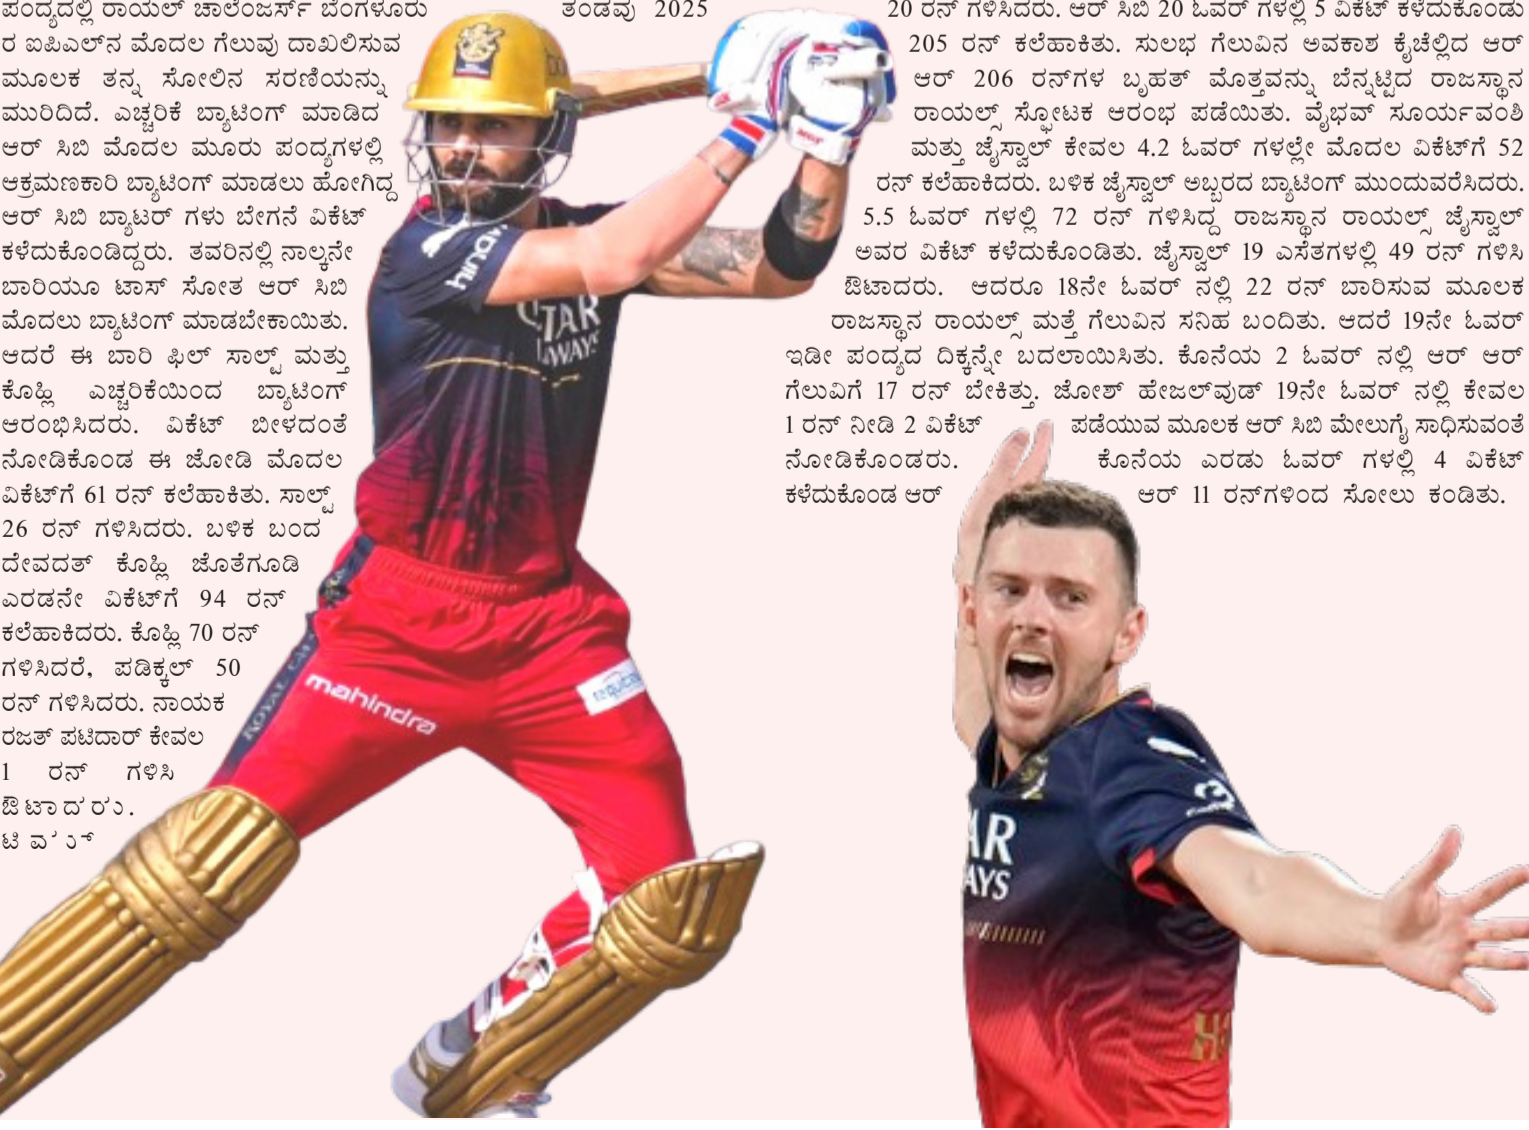 ಪಂದ್ಯದಲ್ಲಿ ರಾಯಲ್ ಚಾಲೆಂಜರ್ಸ್ ಬೆಂಗಳೂರು
ರ ಐಪಿಎಲ್‌ನ ಮೊದಲ ಗೆಲುವು ದಾಖಲಿಸುವ
ಮೂಲಕ ತನ್ನ ಸೋಲಿನ ಸರಣಿಯನ್ನು
ಮುರಿದಿದೆ. ಎಚ್ಚರಿಕೆ ಬ್ಯಾಟಿಂಗ್ ಮಾಡಿದ
ಆರ್ ಸಿಬಿ ಮೊದಲ ಮೂರು ಪಂದ್ಯಗಳಲ್ಲಿ
ಆಕ್ರಮಣಕಾರಿ ಬ್ಯಾಟಿಂಗ್ ಮಾಡಲು ಹೋಗಿದ್ದ
ಆರ್ ಸಿಬಿ ಬ್ಯಾಟರ್ ಗಳು ಬೇಗನೆ ವಿಕೆಟ್
ಕಳೆದುಕೊಂಡಿದ್ದರು. ತವರಿನಲ್ಲಿ ನಾಲ್ಕನೇ
ಬಾರಿಯೂ ಟಾಸ್ ಸೋತ ಆರ್ ಸಿಬಿ
ಮೊದಲು ಬ್ಯಾಟಿಂಗ್ ಮಾಡಬೇಕಾಯಿತು.
ಆದರೆ ಈ ಬಾರಿ ಫಿಲ್ ಸಾಲ್ಟ್ ಮತ್ತು
ಕೊಹ್ಲಿ ಎಚ್ಚರಿಕೆಯಿಂದ ಬ್ಯಾಟಿಂಗ್
ಆರಂಭಿಸಿದರು. ವಿಕೆಟ್ ಬೀಳದಂತೆ
ನೋಡಿಕೊಂಡ ಈ ಜೋಡಿ ಮೊದಲ
ವಿಕೆಟ್‌ಗೆ 61 ರನ್ ಕಲೆಹಾಕಿತು. ಸಾಲ್ಟ್
26 ರನ್ ಗಳಿಸಿದರು. ಬಳಿಕ ಬಂದ
ದೇವದತ್ ಕೊಹ್ಲಿ ಜೊತೆಗೂಡಿ
ಎರಡನೇ ವಿಕೆಟ್‌ಗೆ 94 ರನ್
ಕಲೆಹಾಕಿದರು. ಕೊಹ್ಲಿ 70 ರನ್
ಗಳಿಸಿದರೆ, ಪಡಿಕ್ಕಲ್ 50
ರನ್ ಗಳಿಸಿದರು. ನಾಯಕ
ರಜತ್ ಪಟಿದಾರ್ ಕೇವಲ
1 ರನ್ ಗಳಿಸಿ
ಔಟಾದರು.
ತಂಡವು 2025
20 ರನ್ ಗಳಿಸಿದರು. ಆರ್ ಸಿಬಿ 20 ಓವರ್ ಗಳಲ್ಲಿ 5 ವಿಕೆಟ್ ಕಳೆದುಕೊಂಡು
205 ರನ್ ಕಲೆಹಾಕಿತು. ಸುಲಭ ಗೆಲುವಿನ ಅವಕಾಶ ಕೈಚೆಲ್ಲಿದ ಆರ್
ಆರ್ 206 ರನ್‌ಗಳ ಬೃಹತ್ ಮೊತ್ತವನ್ನು ಬೆನ್ನಟ್ಟಿದ ರಾಜಸ್ಥಾನ
ರಾಯಲ್ಸ್ ಸ್ಫೋಟಕ ಆರಂಭ ಪಡೆಯಿತು. ವೈಭವ್ ಸೂರ್ಯವಂಶಿ
ಮತ್ತು ಜೈಸ್ವಾಲ್ ಕೇವಲ 4.2 ಓವರ್ ಗಳಲ್ಲೇ ಮೊದಲ ವಿಕೆಟ್‌ಗೆ 52
ರನ್ ಕಲೆಹಾಕಿದರು. ಬಳಿಕ ಜೈಸ್ವಾಲ್ ಅಬ್ಬರದ ಬ್ಯಾಟಿಂಗ್ ಮುಂದುವರೆಸಿದರು.
5.5 ಓವರ್ ಗಳಲ್ಲಿ 72 ರನ್ ಗಳಿಸಿದ್ದ ರಾಜಸ್ಥಾನ ರಾಯಲ್ಸ್ ಜೈಸ್ವಾಲ್
ಅವರ ವಿಕೆಟ್ ಕಳೆದುಕೊಂಡಿತು. ಜೈಸ್ವಾಲ್ 19 ಎಸೆತಗಳಲ್ಲಿ 49 ರನ್ ಗಳಿಸಿ
ಔಟಾದರು. ಆದರೂ 18ನೇ ಓವರ್ ನಲ್ಲಿ 22 ರನ್ ಬಾರಿಸುವ ಮೂಲಕ
ರಾಜಸ್ಥಾನ ರಾಯಲ್ಸ್ ಮತ್ತೆ ಗೆಲುವಿನ ಸನಿಹ ಬಂದಿತು. ಆದರೆ 19ನೇ ಓವರ್
ಇಡೀ ಪಂದ್ಯದ ದಿಕ್ಕನ್ನೇ ಬದಲಾಯಿಸಿತು. ಕೊನೆಯ 2 ಓವರ್ ನಲ್ಲಿ ಆರ್ ಆರ್
ಗೆಲುವಿಗೆ 17 ರನ್ ಬೇಕಿತ್ತು. ಜೋಶ್ ಹೇಜಲ್‌ವುಡ್ 19ನೇ ಓವರ್ ನಲ್ಲಿ ಕೇವಲ
1 ರನ್ ನೀಡಿ 2 ವಿಕೆಟ್ ಪಡೆಯುವ ಮೂಲಕ ಆರ್ ಸಿಬಿ ಮೇಲುಗೈ ಸಾಧಿಸುವಂತೆ
ನೋಡಿಕೊಂಡರು. ಕೊನೆಯ ಎರಡು ಓವರ್ ಗಳಲ್ಲಿ 4 ವಿಕೆಟ್
ಕಳೆದುಕೊಂಡ ಆರ್ ಆರ್ 11 ರನ್‌ಗಳಿಂದ ಸೋಲು ಕಂಡಿತು.
QATAR
AIRWAYS
mahindra
AR
AYS